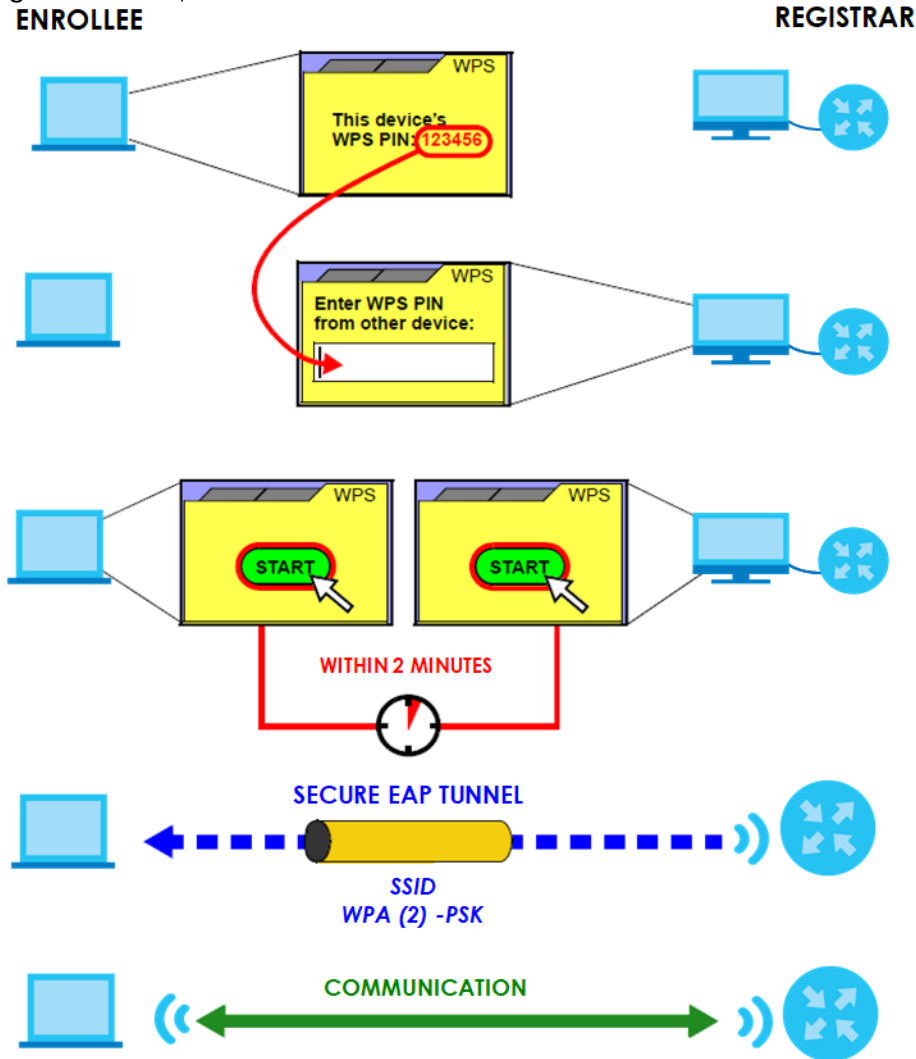 ENROLLEE
REGISTRAR
WPS
This device's
WPS PIN: 123456
WPS
Enter WPS PIN
from other device:
WPS
START
WPS
START
WITHIN 2 MINUTES
SECURE EAP TUNNEL
SSID
WPA (2) -PSK
COMMUNICATION